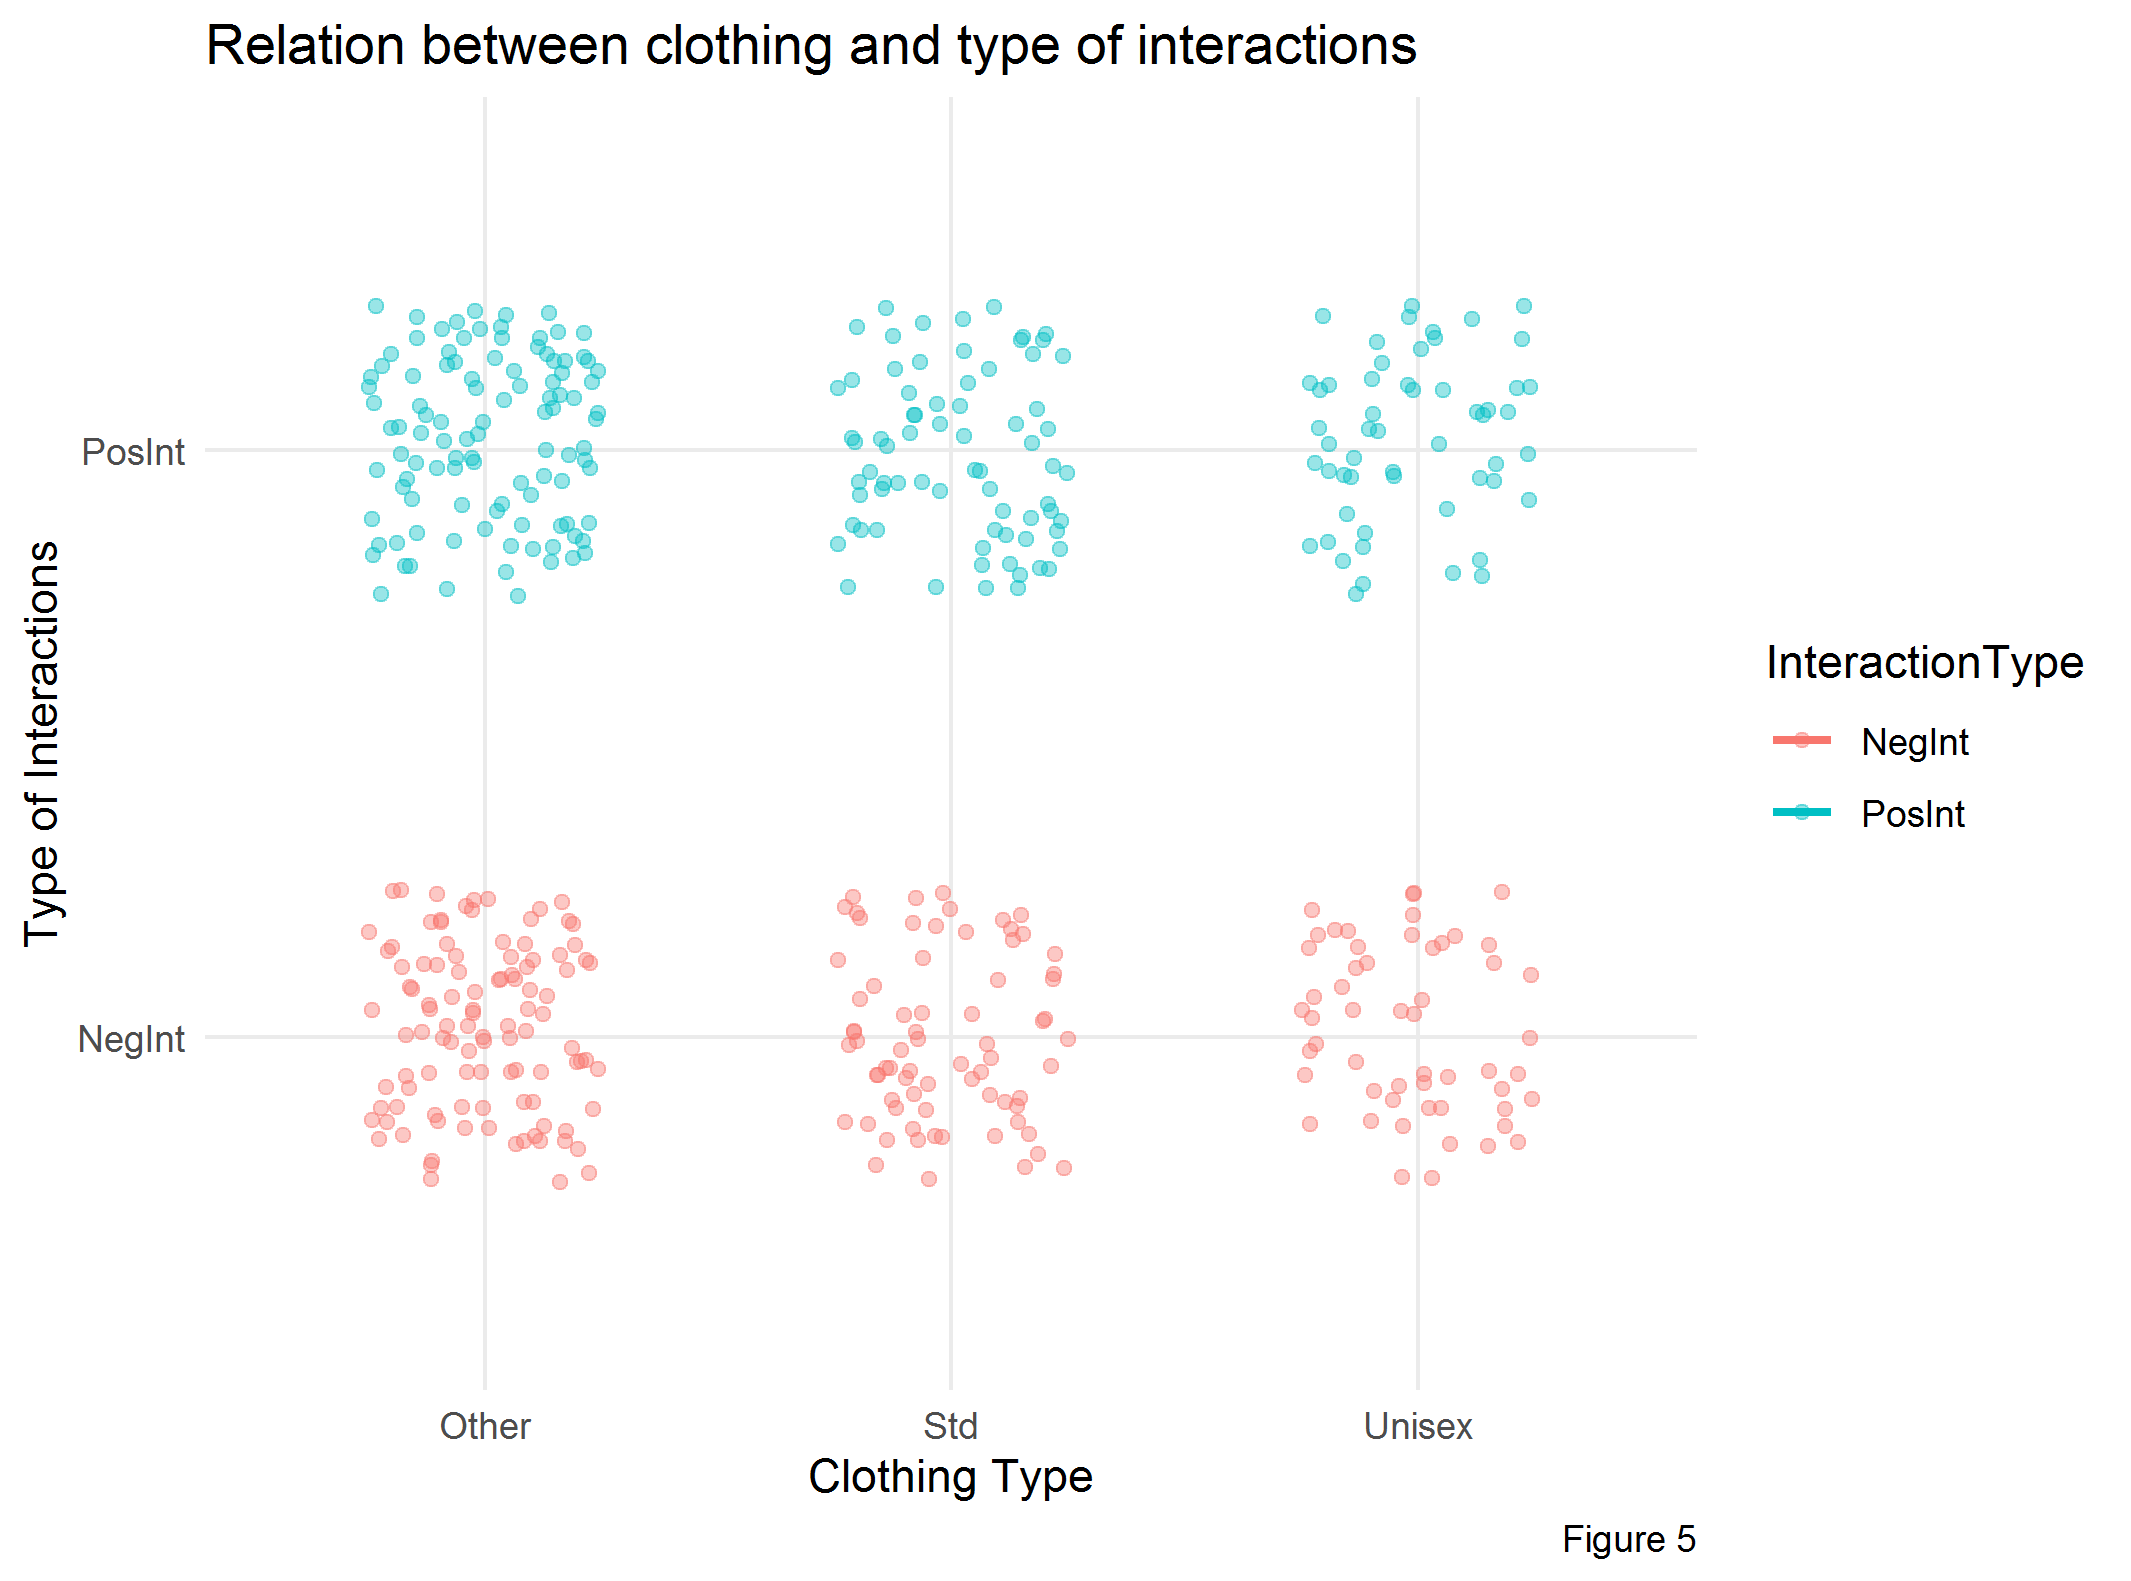 Relation between clothing and type of interactions
Type of Interactions
PosInt
NegInt
Other
Std
Unisex
Clothing Type
InteractionType
NegInt
PosInt
Figure 5